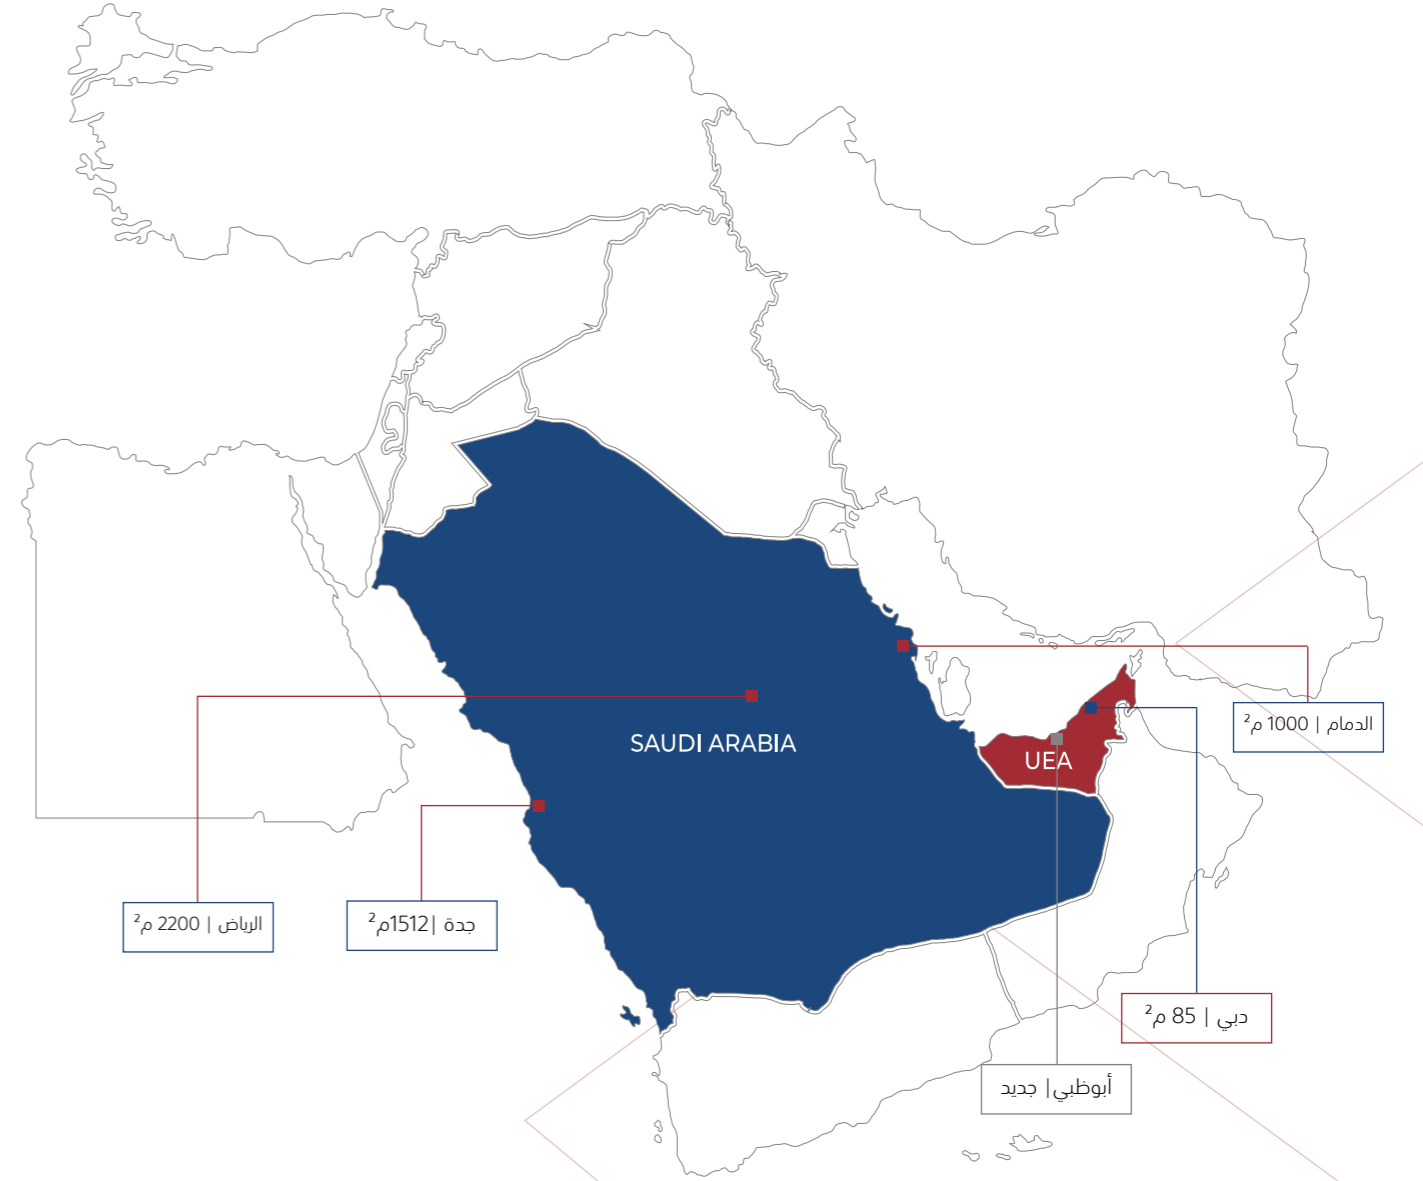 الدمام | 1000 م²
SAUDI ARABIA
UEA
الرياض | 2200 م²
جدة |1512م²
دبي | 85 م²
أبوظبي| جديد